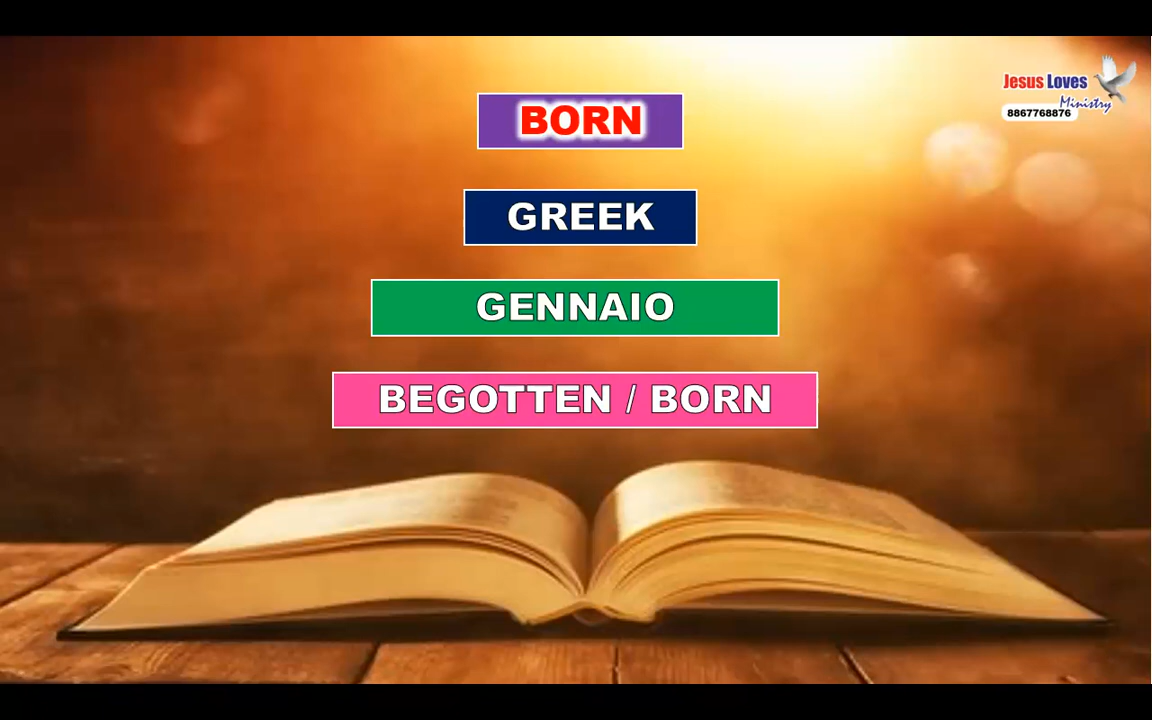 BORN
GREEK
GENNAIO
BEGOTTEN / BORN
Jesus Loves
Ministry
8867768876